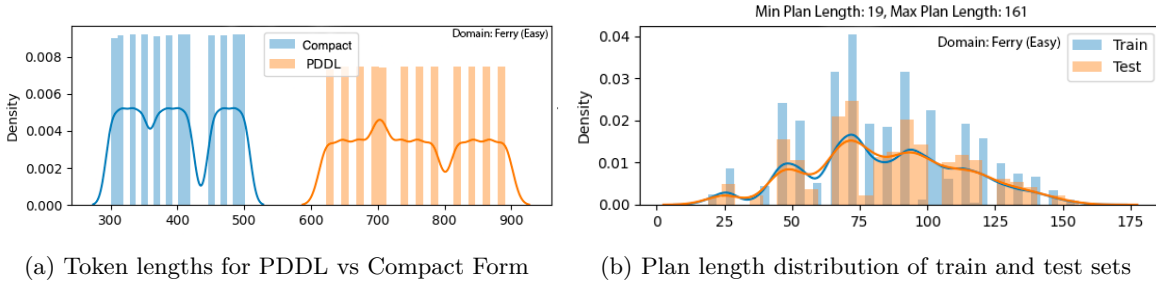 Domain: Ferry (Easy)
Compact
PDDL
Density
0.008
0.006
0.004
0.002
0.000
300 400 500 600 700 800 900
(a) Token lengths for PDDL vs Compact Form
Min Plan Length: 19, Max Plan Length: 161
Domain: Ferry (Easy)
Train
Test
Density
0.04
0.03
0.02
0.01
0.00
0 25 50 75 100 125 150 175
(b) Plan length distribution of train and test sets